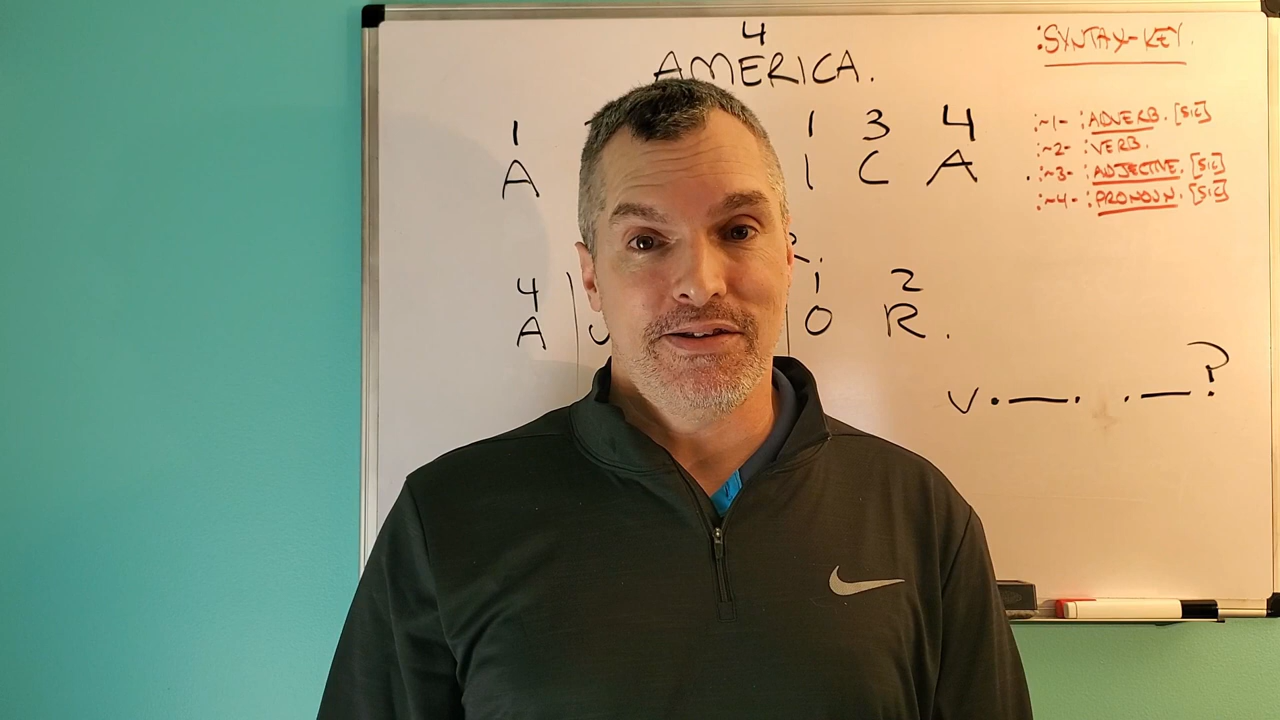 4
AMERICA.
1 1 3 4
A I C A
4 1 2
A O R.
:SYNTAX-KEY.
:~1- :ADVERB. [SIC]
:~2- :VERB.
:~3- :ADJECTIVE. [SIC]
:~4- :PRONOUN. [SIC]
V.—. .—?